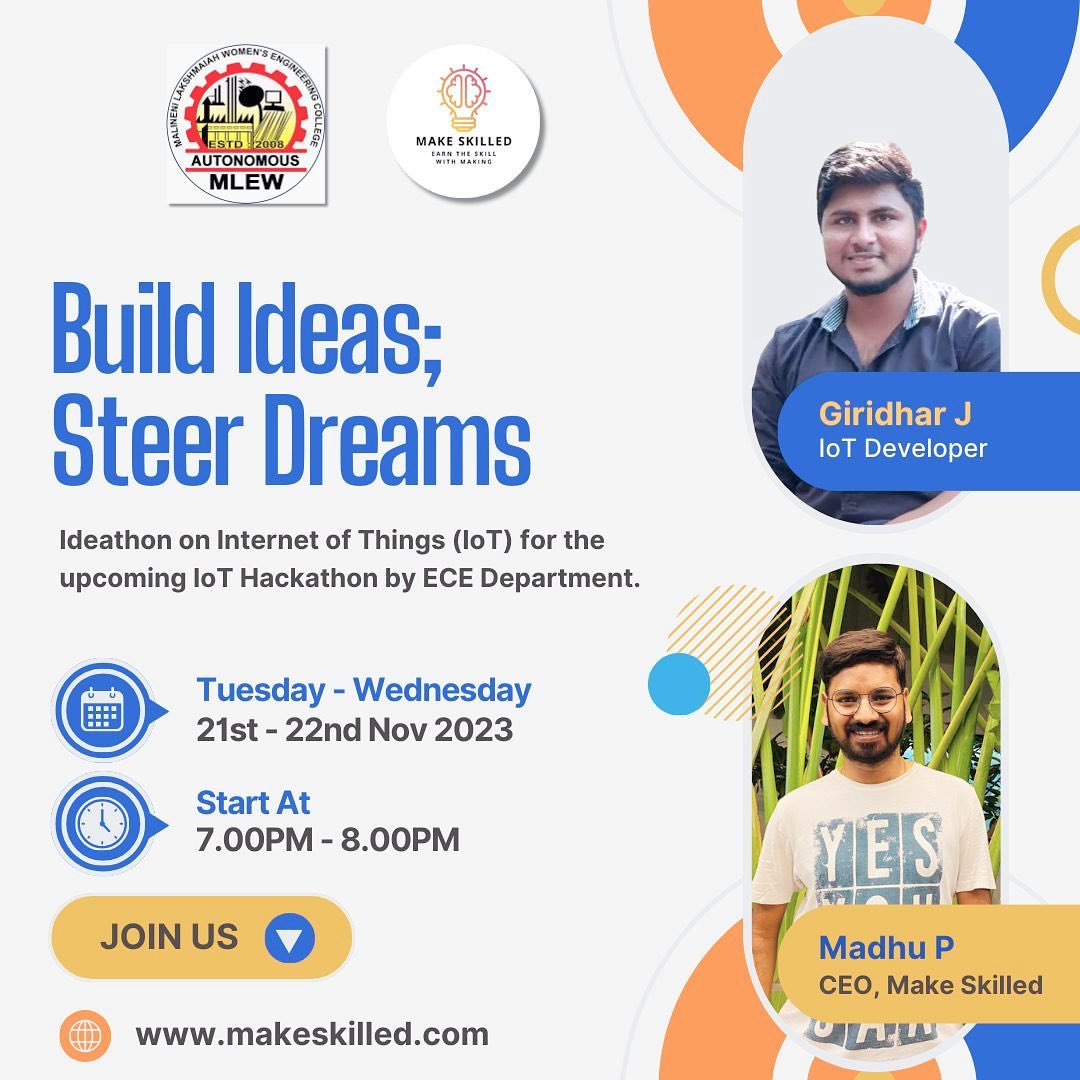 MALINENI LAKSHMAIAH WOMEN'S ENGINEERING COLLEGE
ESTD : 2008
AUTONOMOUS
MLEW
MAKE SKILLED
EARN THE SKILL
WITH MAKING
Build Ideas;
Steer Dreams
Ideathon on Internet of Things (IoT) for the
upcoming IoT Hackathon by ECE Department.
Tuesday - Wednesday
21st - 22nd Nov 2023
Start At
7.00PM - 8.00PM
JOIN US
www.makeskilled.com
Giridhar J
IoT Developer
YES
Madhu P
CEO, Make Skilled